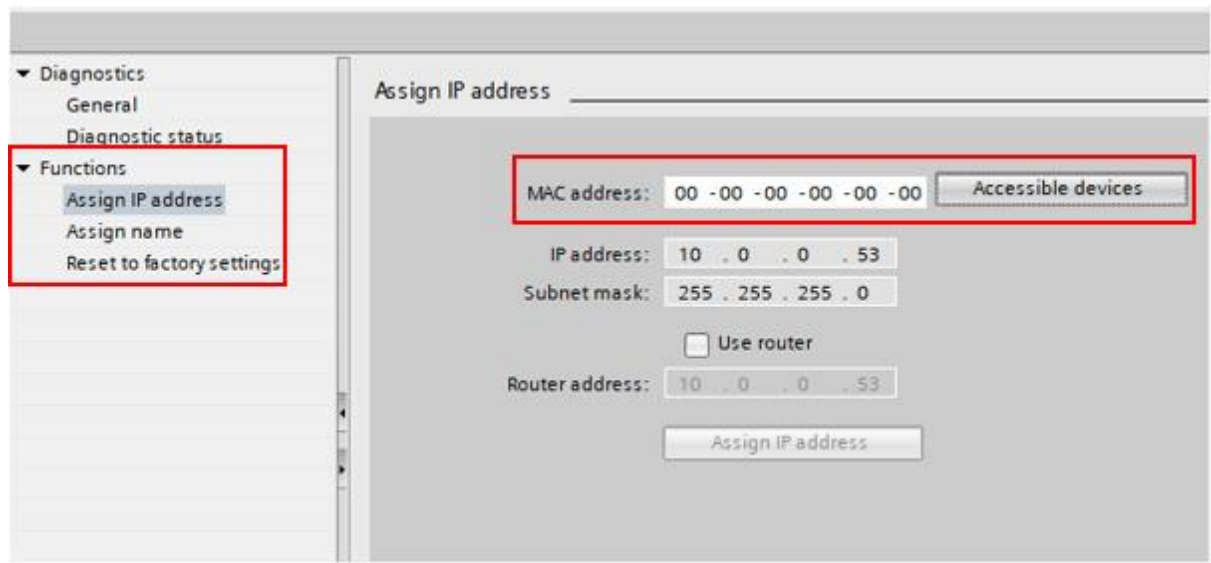 Diagnostics
General
Diagnostic status
Functions
Assign IP address
Assign name
Reset to factory settings
Assign IP address
MAC address: 00 -00 -00 -00 -00 -00 Accessible devices
IP address: 10 . 0 . 0 . 53
Subnet mask: 255 . 255 . 255 . 0
Use router
Router address: 10 . 0 . 0 . 53
Assign IP address